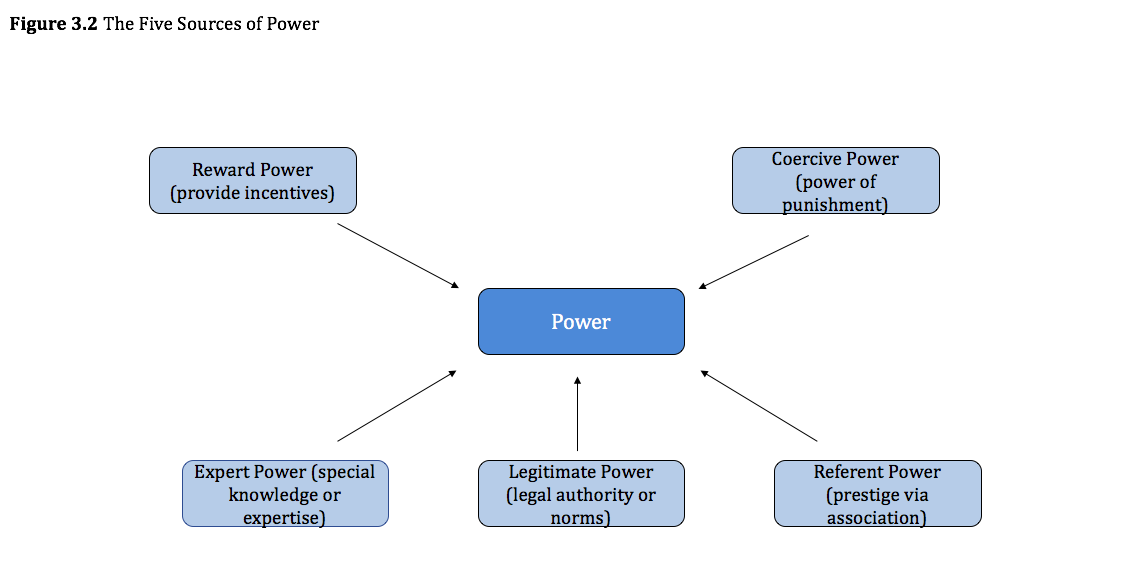 Figure 3.2 The Five Sources of Power
Reward Power
(provide incentives)
Coercive Power
(power of
punishment)
Power
Expert Power (special
knowledge or
expertise)
Legitimate Power
(legal authority or
norms)
Referent Power
(prestige via
association)